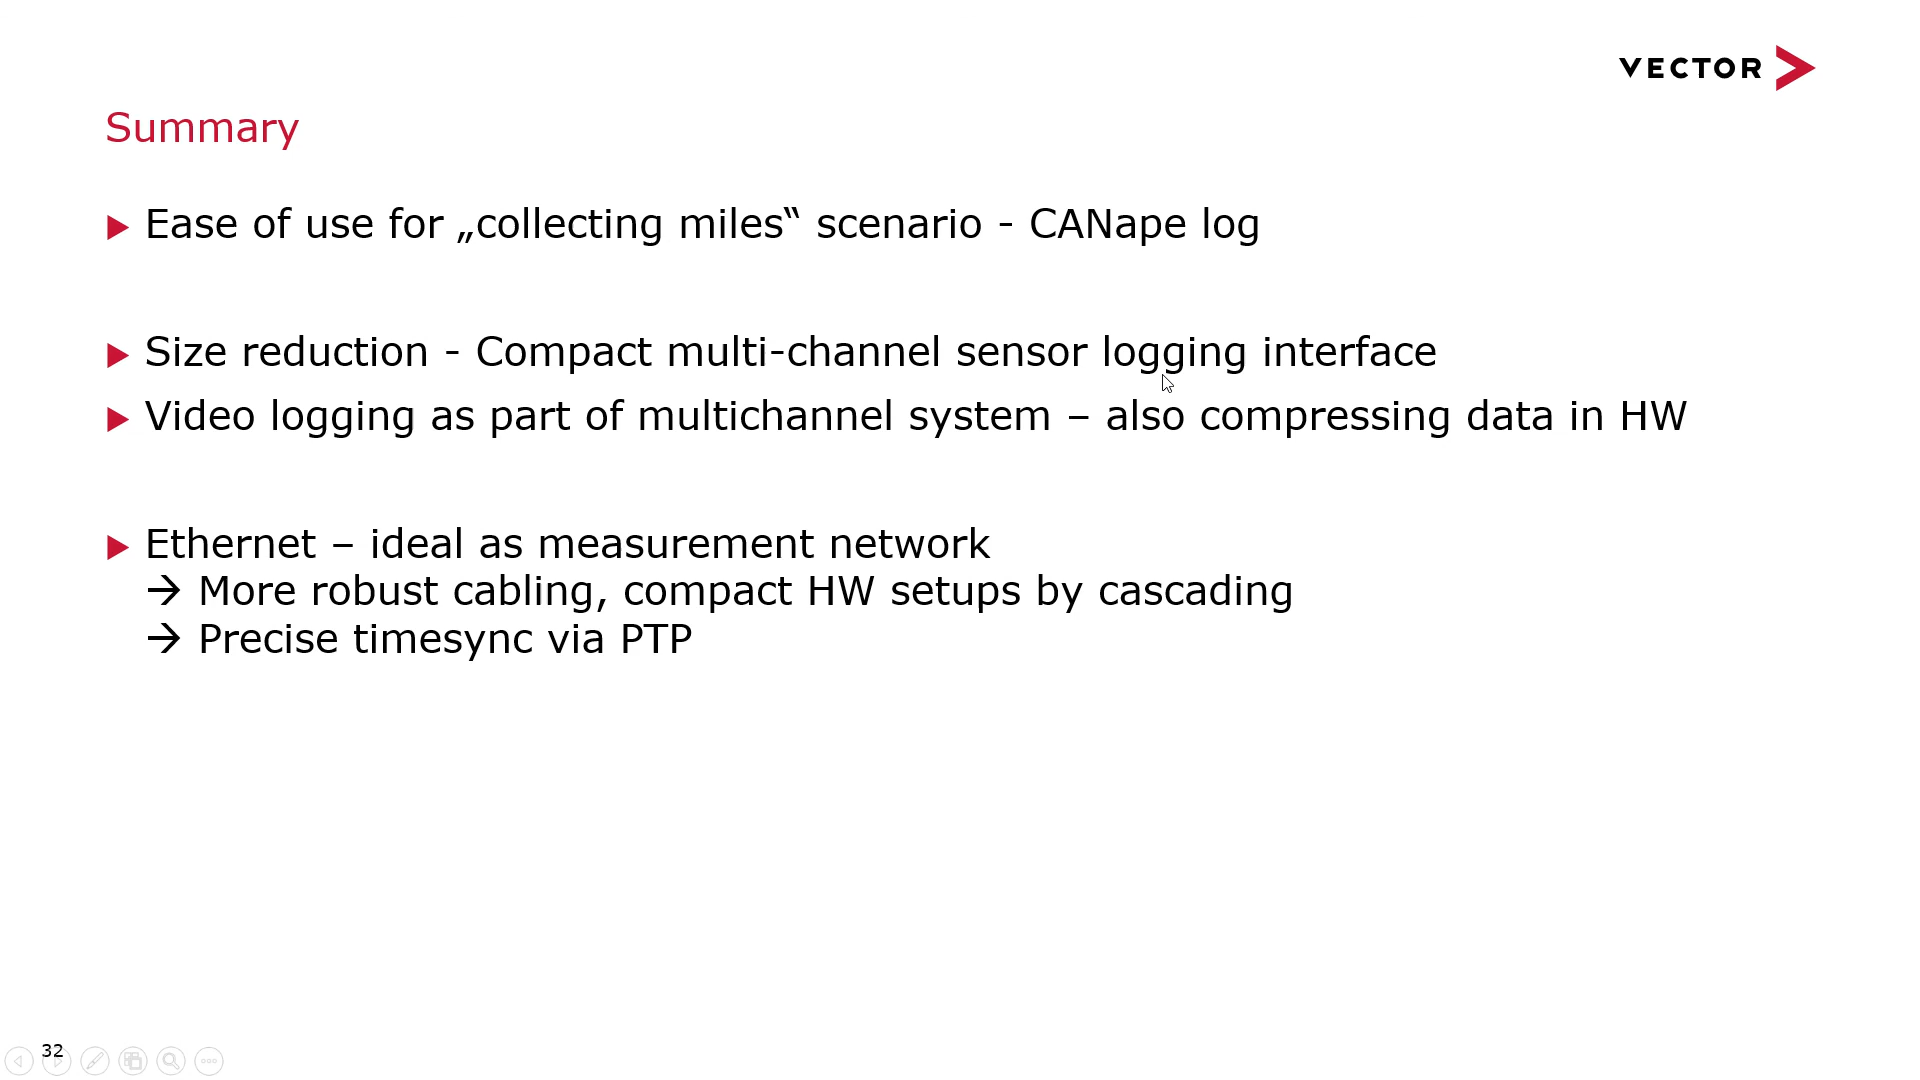 VECTOR
Summary
Ease of use for „collecting miles“ scenario - CANape log
Size reduction - Compact multi-channel sensor logging interface
Video logging as part of multichannel system – also compressing data in HW
Ethernet – ideal as measurement network
→ More robust cabling, compact HW setups by cascading
→ Precise timesync via PTP
32